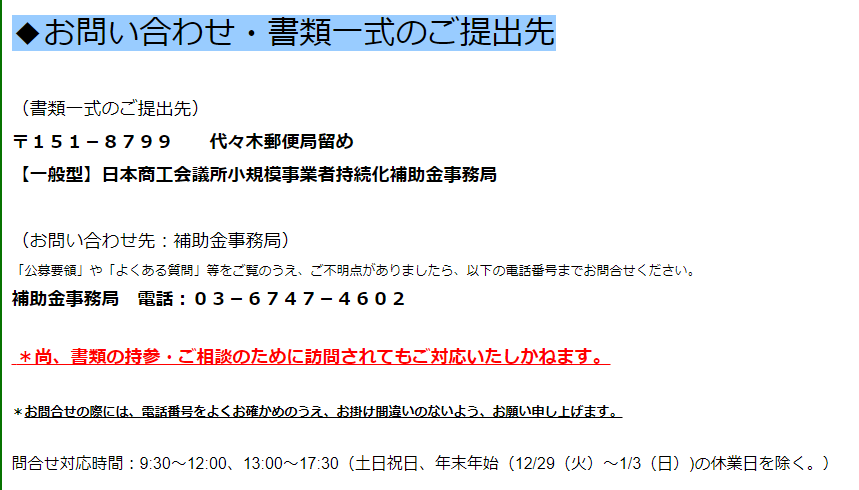 ◆お問い合わせ・書類一式のご提出先
（書類一式のご提出先）
〒１５１－８７９９　　代々木郵便局留め
【一般型】日本商工会議所小規模事業者持続化補助金事務局
（お問い合わせ先：補助金事務局）
「公募要領」や「よくある質問」等をご覧のうえ、ご不明点がありましたら、以下の電話番号までお問合せください。
補助金事務局　電話：０３－６７４７－４６０２
＊尚、書類の持参・ご相談のために訪問されてもご対応いたしかねます。
＊お問合せの際には、電話番号をよくお確かめのうえ、お掛け間違いのないよう、お願い申し上げます。
問合せ対応時間：9:30～12:00、13:00～17:30（土日祝日、年末年始（12/29（火）～1/3（日）)の休業日を除く。）